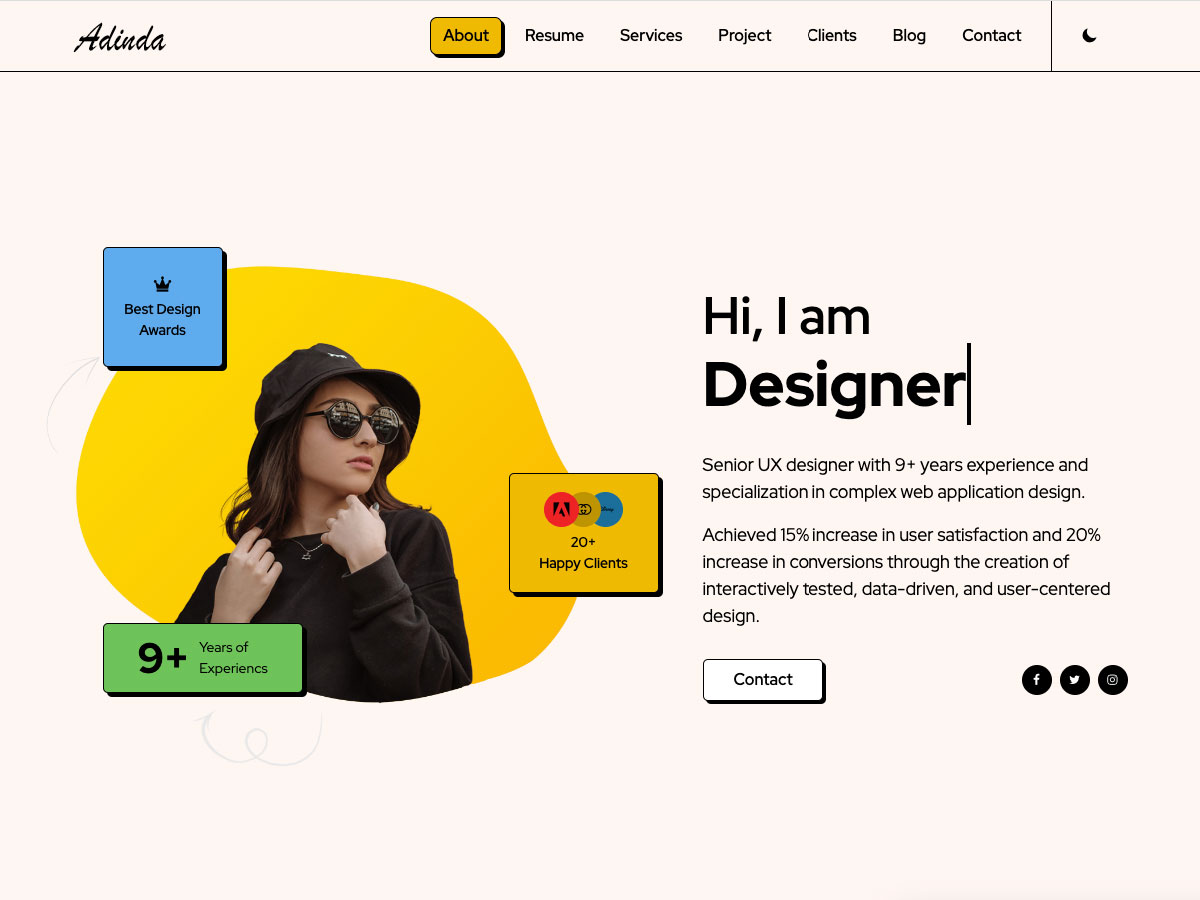 Adinda
About
Resume
Services
Project
Clients
Blog
Contact
Best Design
Awards
20+
Happy Clients
9+
Years of
Experiencs
Hi, I am
Designer
Senior UX designer with 9+ years experience and
specialization in complex web application design.
Achieved 15% increase in user satisfaction and 20%
increase in conversions through the creation of
interactively tested, data-driven, and user-centered
design.
Contact